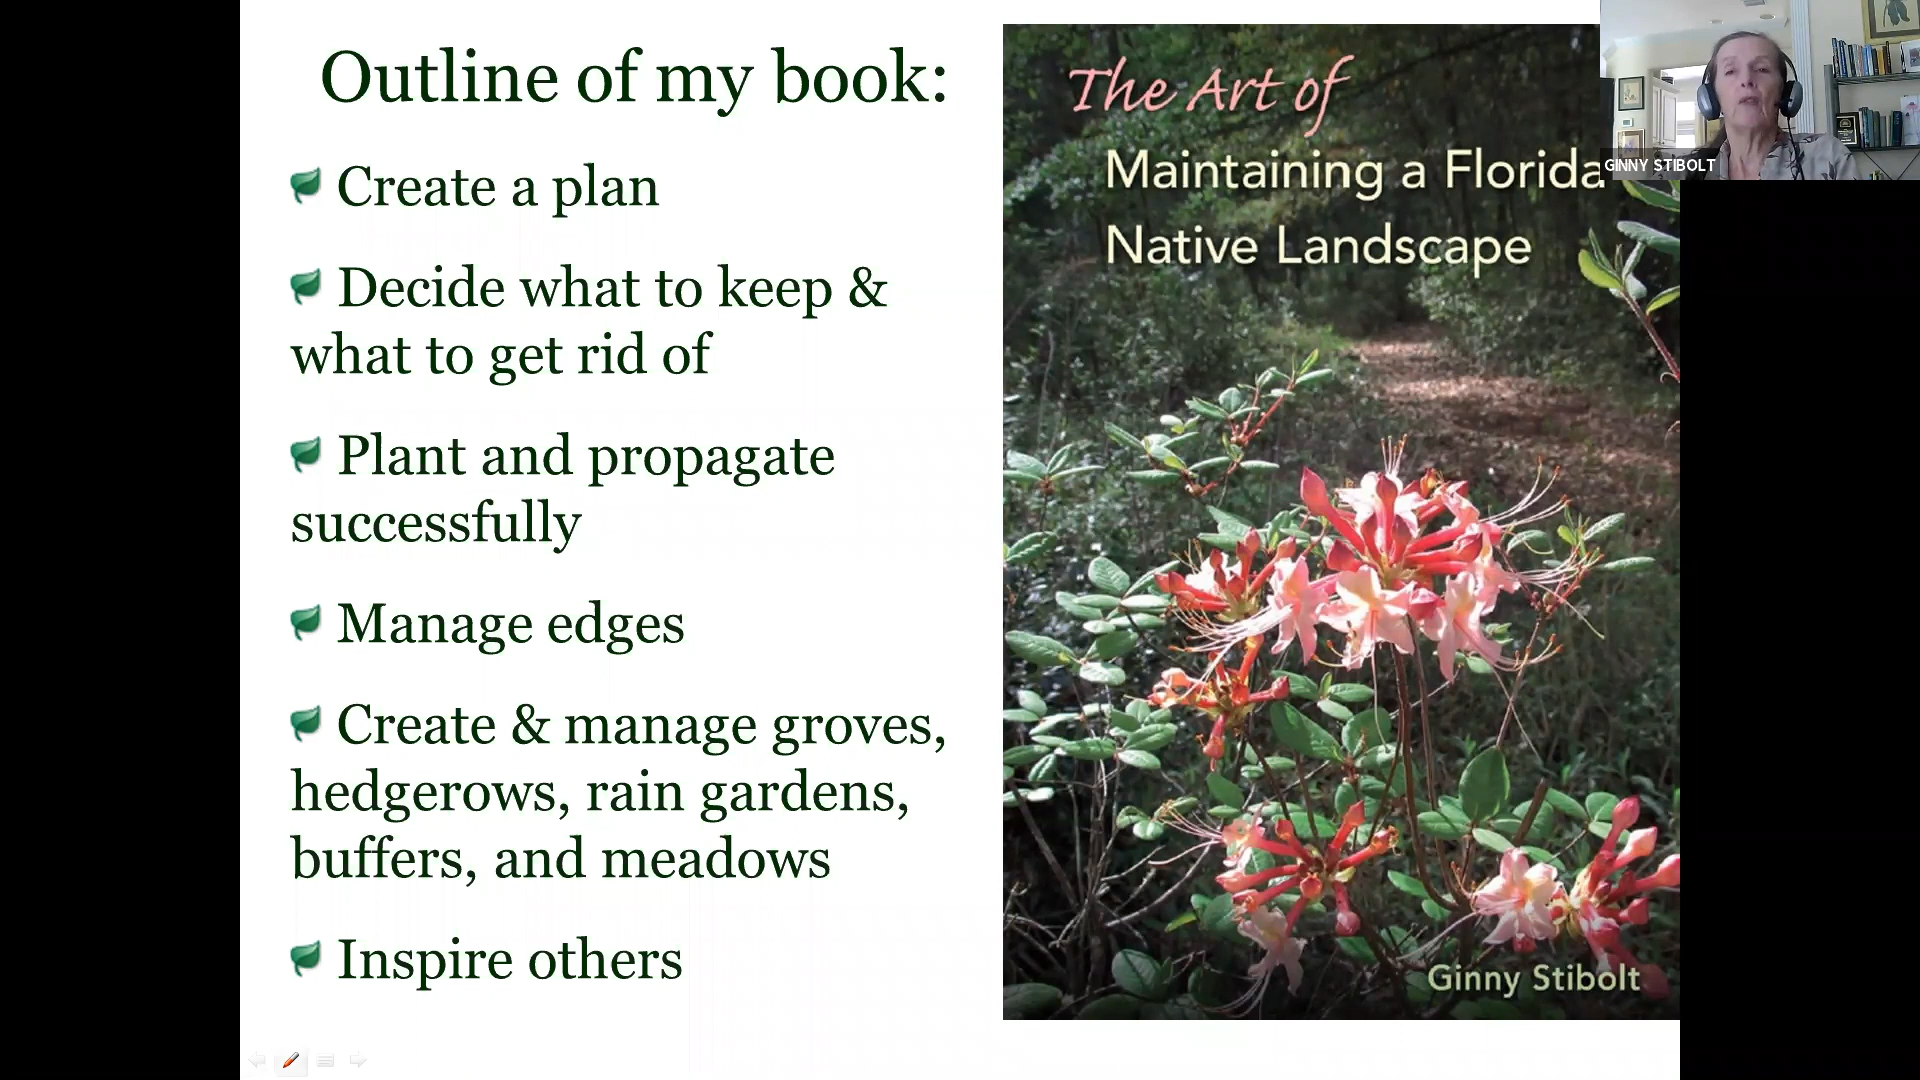 Outline of my book:
Create a plan
Decide what to keep &
what to get rid of
Plant and propagate
successfully
Manage edges
Create & manage groves,
hedgerows, rain gardens,
buffers, and meadows
Inspire others
The Art of
Maintaining a Florida
Native Landscape
Ginny Stibolt
GINNY STIBOLT